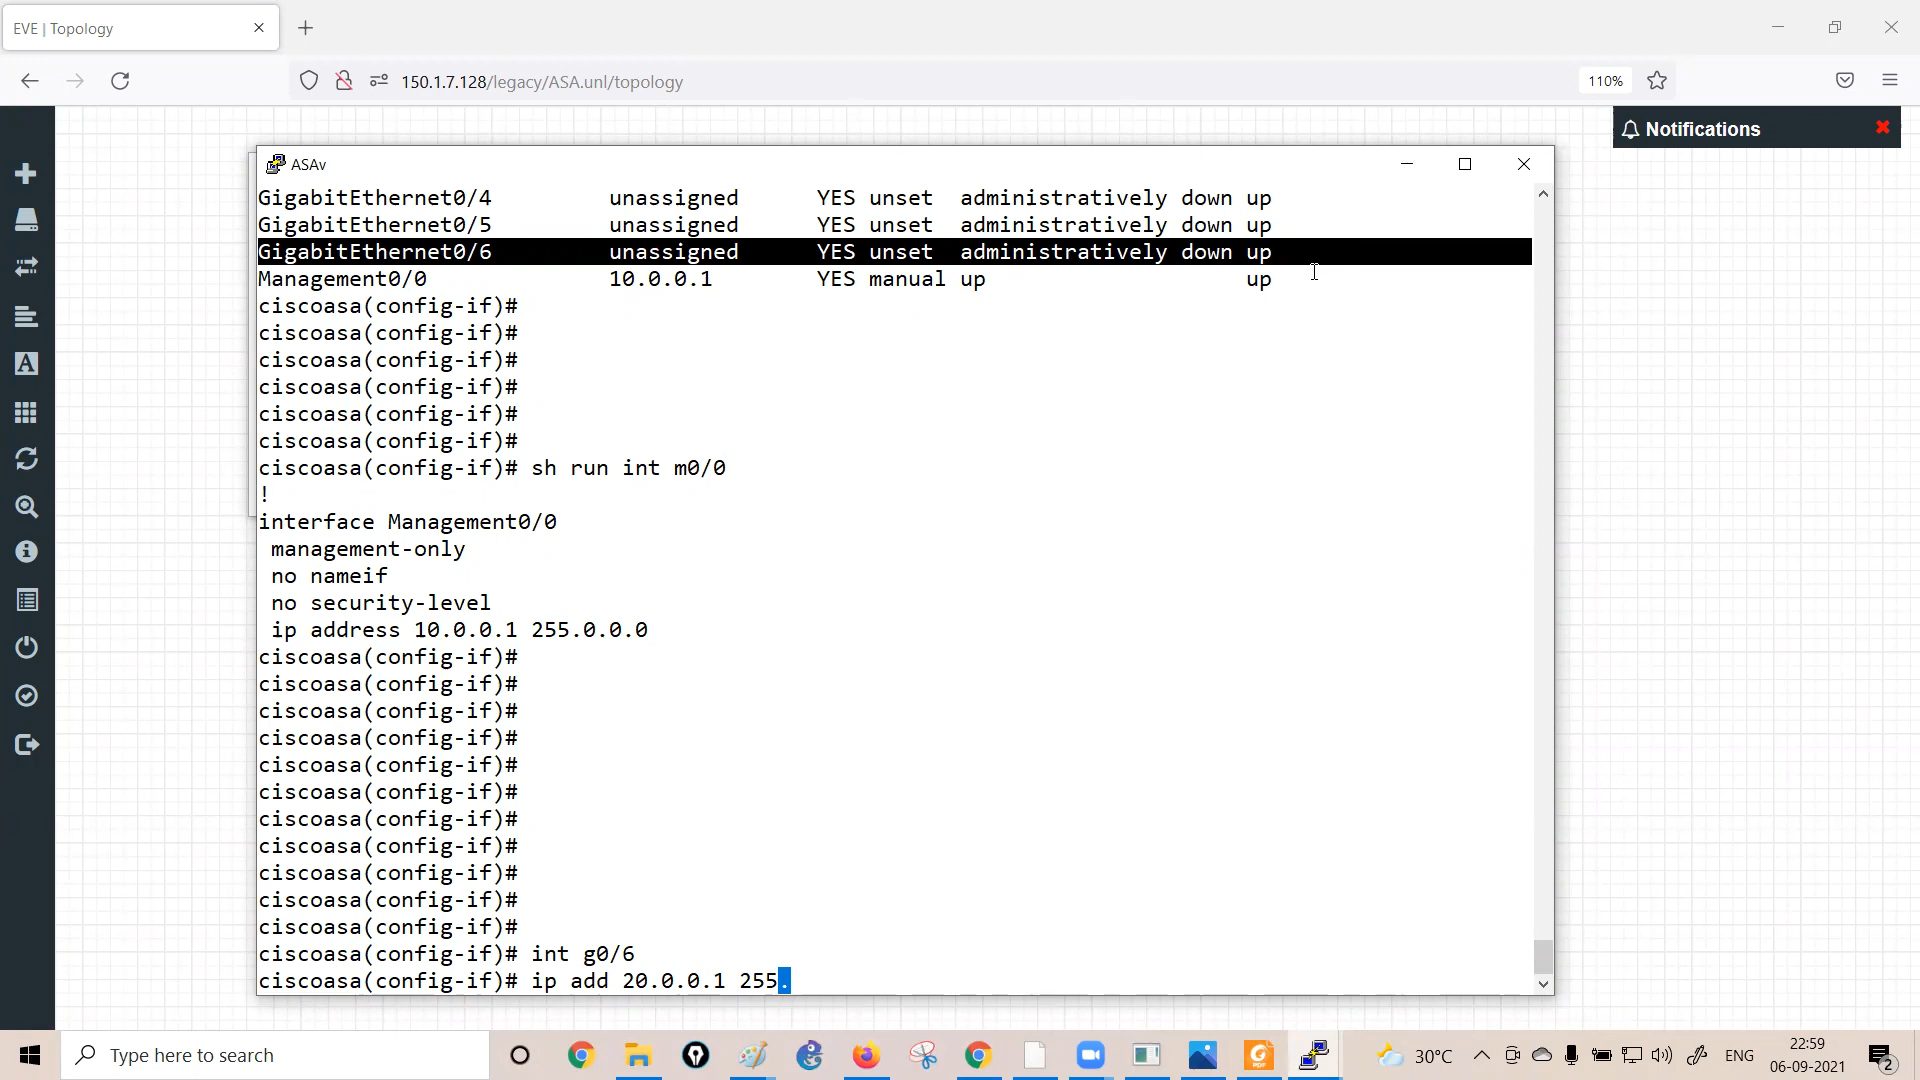 EVE | Topology
150.1.7.128/legacy/ASA.unl/topology
110%
Notifications
ASAv
GigabitEthernet0/4 unassigned YES unset administratively down up
GigabitEthernet0/5 unassigned YES unset administratively down up
GigabitEthernet0/6 unassigned YES unset administratively down up
Management0/0 10.0.0.1 YES manual up up
ciscoasa(config-if)#
ciscoasa(config-if)#
ciscoasa(config-if)#
ciscoasa(config-if)#
ciscoasa(config-if)#
ciscoasa(config-if)#
ciscoasa(config-if)# sh run int m0/0
!
interface Management0/0
management-only
no nameif
no security-level
ip address 10.0.0.1 255.0.0.0
ciscoasa(config-if)#
ciscoasa(config-if)#
ciscoasa(config-if)#
ciscoasa(config-if)#
ciscoasa(config-if)#
ciscoasa(config-if)#
ciscoasa(config-if)#
ciscoasa(config-if)#
ciscoasa(config-if)#
ciscoasa(config-if)#
ciscoasa(config-if)#
ciscoasa(config-if)# int g0/6
ciscoasa(config-if)# ip add 20.0.0.1 255.
Type here to search
30°C
ENG
22:59
06-09-2021
2